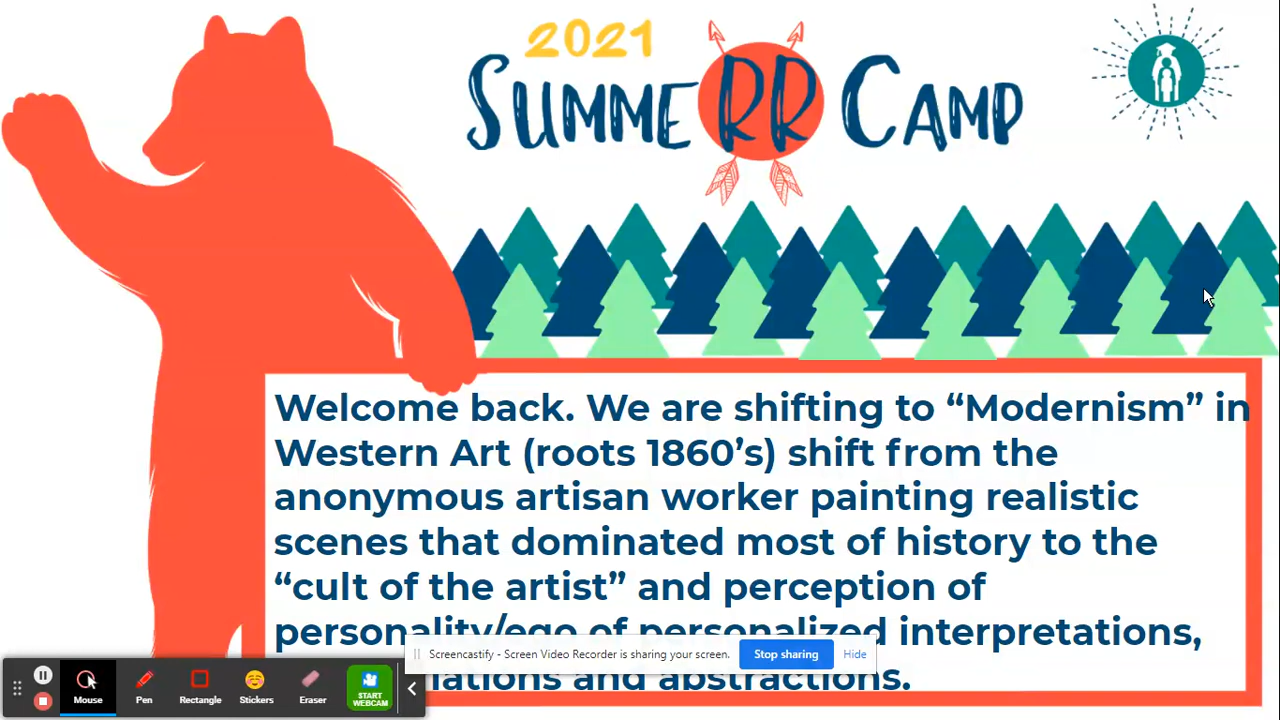 2021
SUMMERR CAMP
Welcome back. We are shifting to “Modernism” in
Western Art (roots 1860’s) shift from the
anonymous artisan worker painting realistic
scenes that dominated most of history to the
“cult of the artist” and perception of
personality/ego of personalized interpretations,
and abstractions.
Screencastify - Screen Video Recorder is sharing your screen.
Stop sharing
Hide
Mouse
Pen
Rectangle
Stickers
Eraser
START
WEBCAM